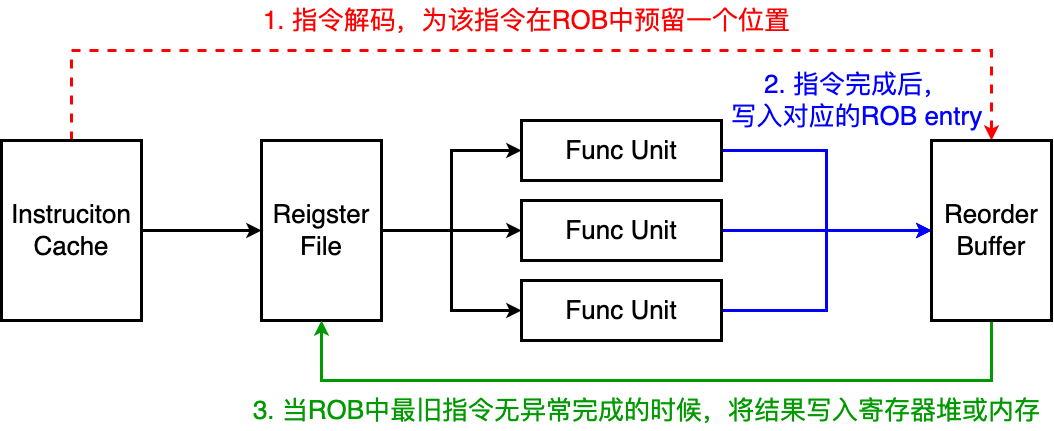 1. 指令解码，为该指令在ROB中预留一个位置
2. 指令完成后，
写入对应的ROB entry
Instruciton
Cache
Reigster
File
Func Unit
Func Unit
Func Unit
Reorder
Buffer
3. 当ROB中最旧指令无异常完成的时候，将结果写入寄存器堆或内存